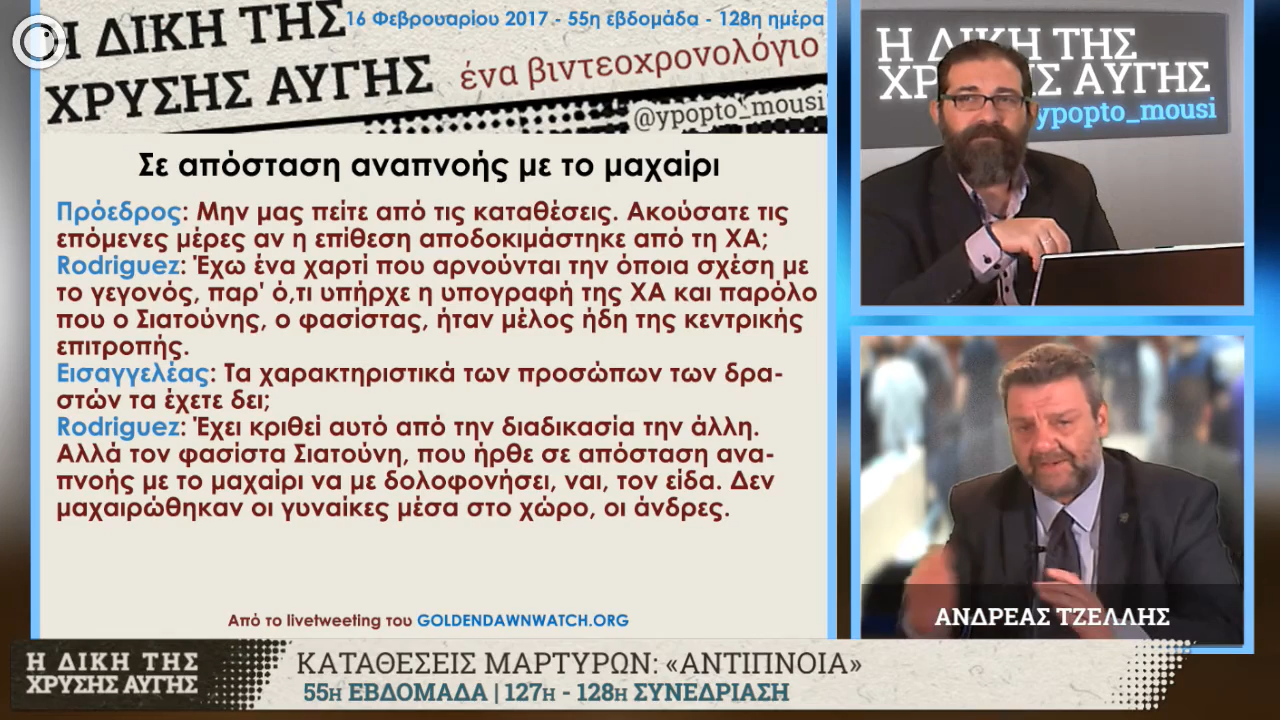 Η ΔΙΚΗ ΤΗΣ
ΧΡΥΣΗΣ ΑΥΓΗΣ
16 Φεβρουαρίου 2017 - 55η εβδομάδα - 128η ημέρα
ένα βιντεοχρονολόγιο
@ypopto_mousi
Σε απόσταση αναπνοής με το μαχαίρι
Πρόεδρος: Μην μας πείτε από τις καταθέσεις. Ακούσατε τις
επόμενες μέρες αν η επίθεση αποδοκιμάστηκε από τη ΧΑ;
Rodriguez: Έχω ένα χαρτί που αρνούνται την όποια σχέση με
το γεγονός, παρ' ό,τι υπήρχε η υπογραφή της ΧΑ και παρόλο
που ο Σιατούνης, ο φασίστας, ήταν μέλος ήδη της κεντρικής
επιτροπής.
Εισαγγελέας: Τα χαρακτηριστικά των προσώπων των δρα-
στών τα έχετε δει;
Rodriguez: Έχει κριθεί αυτό από την διαδικασία την άλλη.
Αλλά τον φασίστα Σιατούνη, που ήρθε σε απόσταση ανα-
πνοής με το μαχαίρι να με δολοφονήσει, ναι, τον είδα. Δεν
μαχαιρώθηκαν οι γυναίκες μέσα στο χώρο, οι άνδρες.
Από το livetweeting του GOLDENDAWNWATCH.ORG
Η ΤΗΣ
ΑΥΓΗΣ
ypopto_mousi
ΑΝΔΡΕΑΣ ΤΖΕΛΛΗΣ
Η ΔΙΚΗ ΤΗΣ
ΧΡΥΣΗΣ ΑΥΓΗΣ
ΚΑΤΑΘΕΣΕΙΣ ΜΑΡΤΥΡΩΝ: «ΑΝΤΙΠΝΟΙΑ»
55η ΕΒΔΟΜΑΔΑ | 127η - 128η ΣΥΝΕΔΡΙΑΣΗ